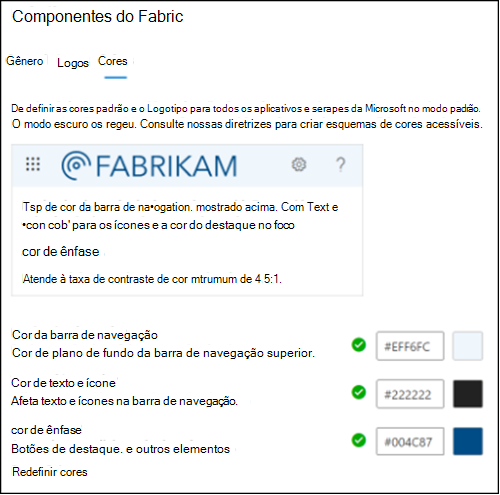 Componentes do Fabric
Gênero Logos Cores
De definir as cores padrão e o Logotipo para todos os aplicativos e serapes da Microsoft no modo padrão.
O modo escuro os regeu. Consulte nossas diretrizes para criar esquemas de cores acessíveis.
FABRIKAM ?
Tsp de cor da barra de na•ogation. mostrado acima. Com Text e
•con cob' para os ícones e a cor do destaque no foco
cor de ênfase
Atende à taxa de contraste de cor mtrumum de 4 5:1.
Cor da barra de navegação
Cor de plano de fundo da barra de navegação superior.
#EFF6FC
Cor de texto e ícone
Afeta texto e ícones na barra de navegação.
#222222
cor de ênfase
Botões de destaque. e outros elementos
#004C87
Redefinir cores